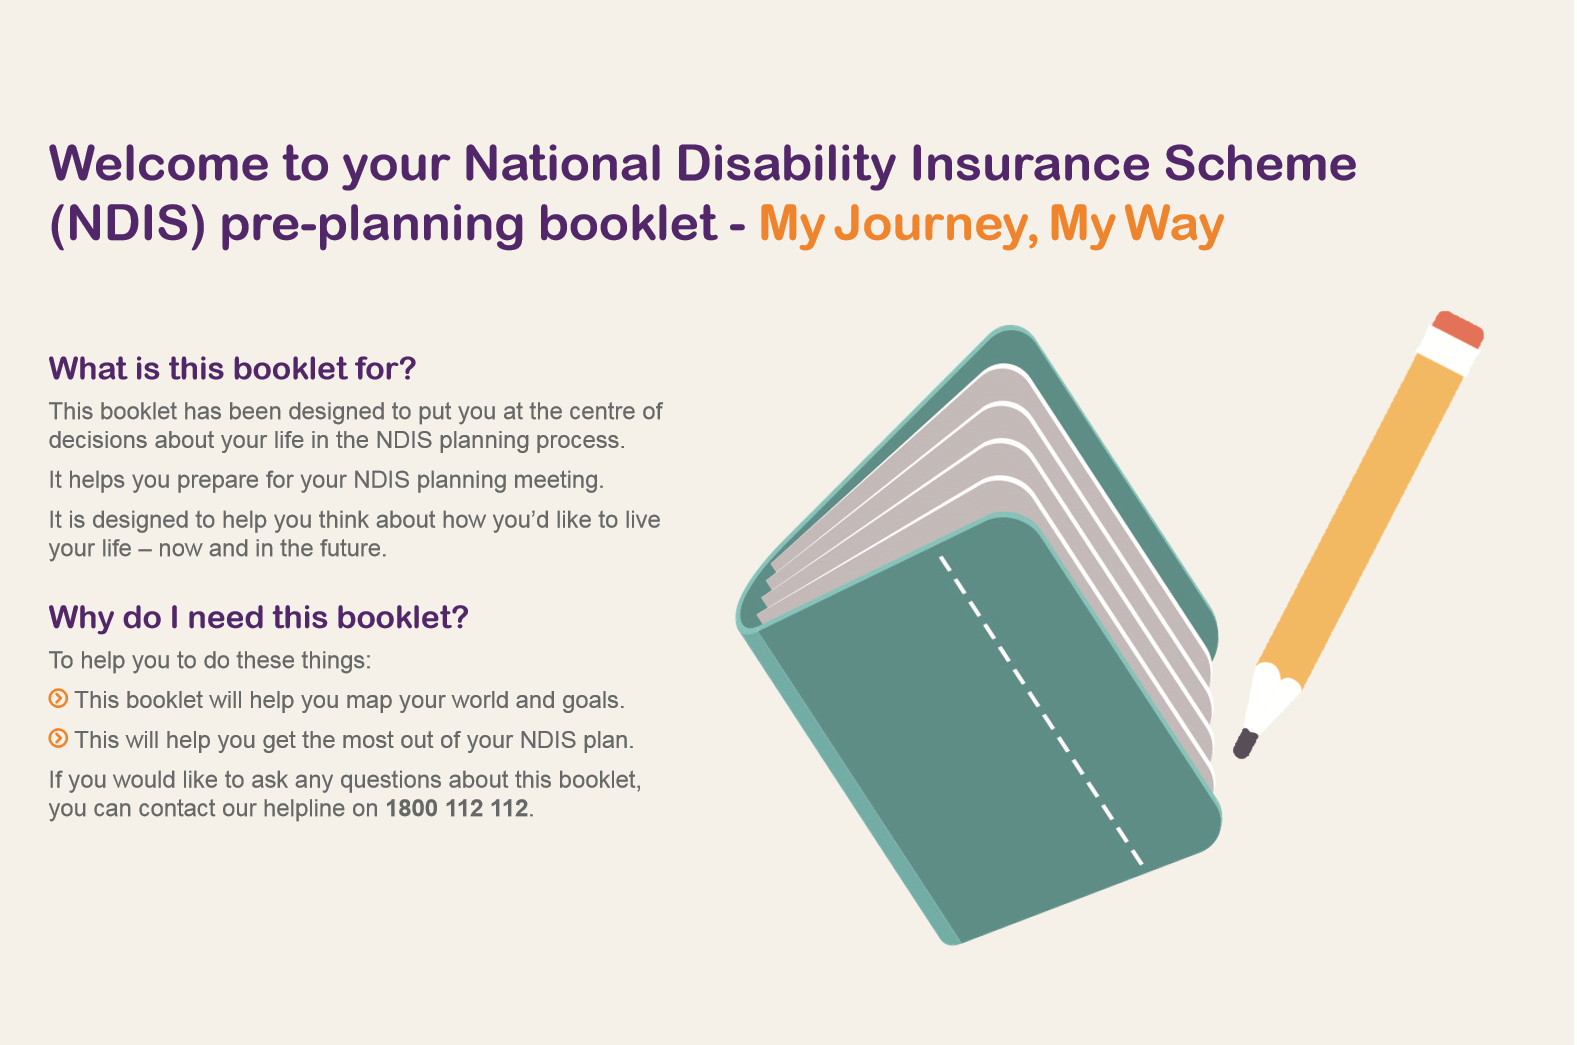 Welcome to your National Disability Insurance Scheme
(NDIS) pre-planning booklet - My Journey, My Way
What is this booklet for?
This booklet has been designed to put you at the centre of
decisions about your life in the NDIS planning process.
It helps you prepare for your NDIS planning meeting.
It is designed to help you think about how you’d like to live
your life – now and in the future.
Why do I need this booklet?
To help you to do these things:
This booklet will help you map your world and goals.
This will help you get the most out of your NDIS plan.
If you would like to ask any questions about this booklet,
you can contact our helpline on 1800 112 112.